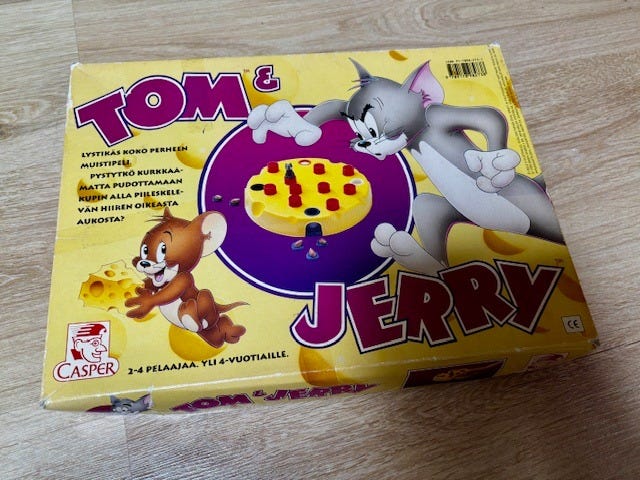 TOM &
JERRY
LYSTIKÄS KOKO PERHEEN
MUISTIPELI.
PYSTYTKÖ KURKKAA-
MATTA PUDOTTAMAAN
KUPIN ALLA PIILESKELE-
VÄN HIIREN OIKEASTA
AUKOSTA?
CASPER
2-4 PELAAJAA. YLI 4-VUOTIAILLE.
CE
TOM & JERRY